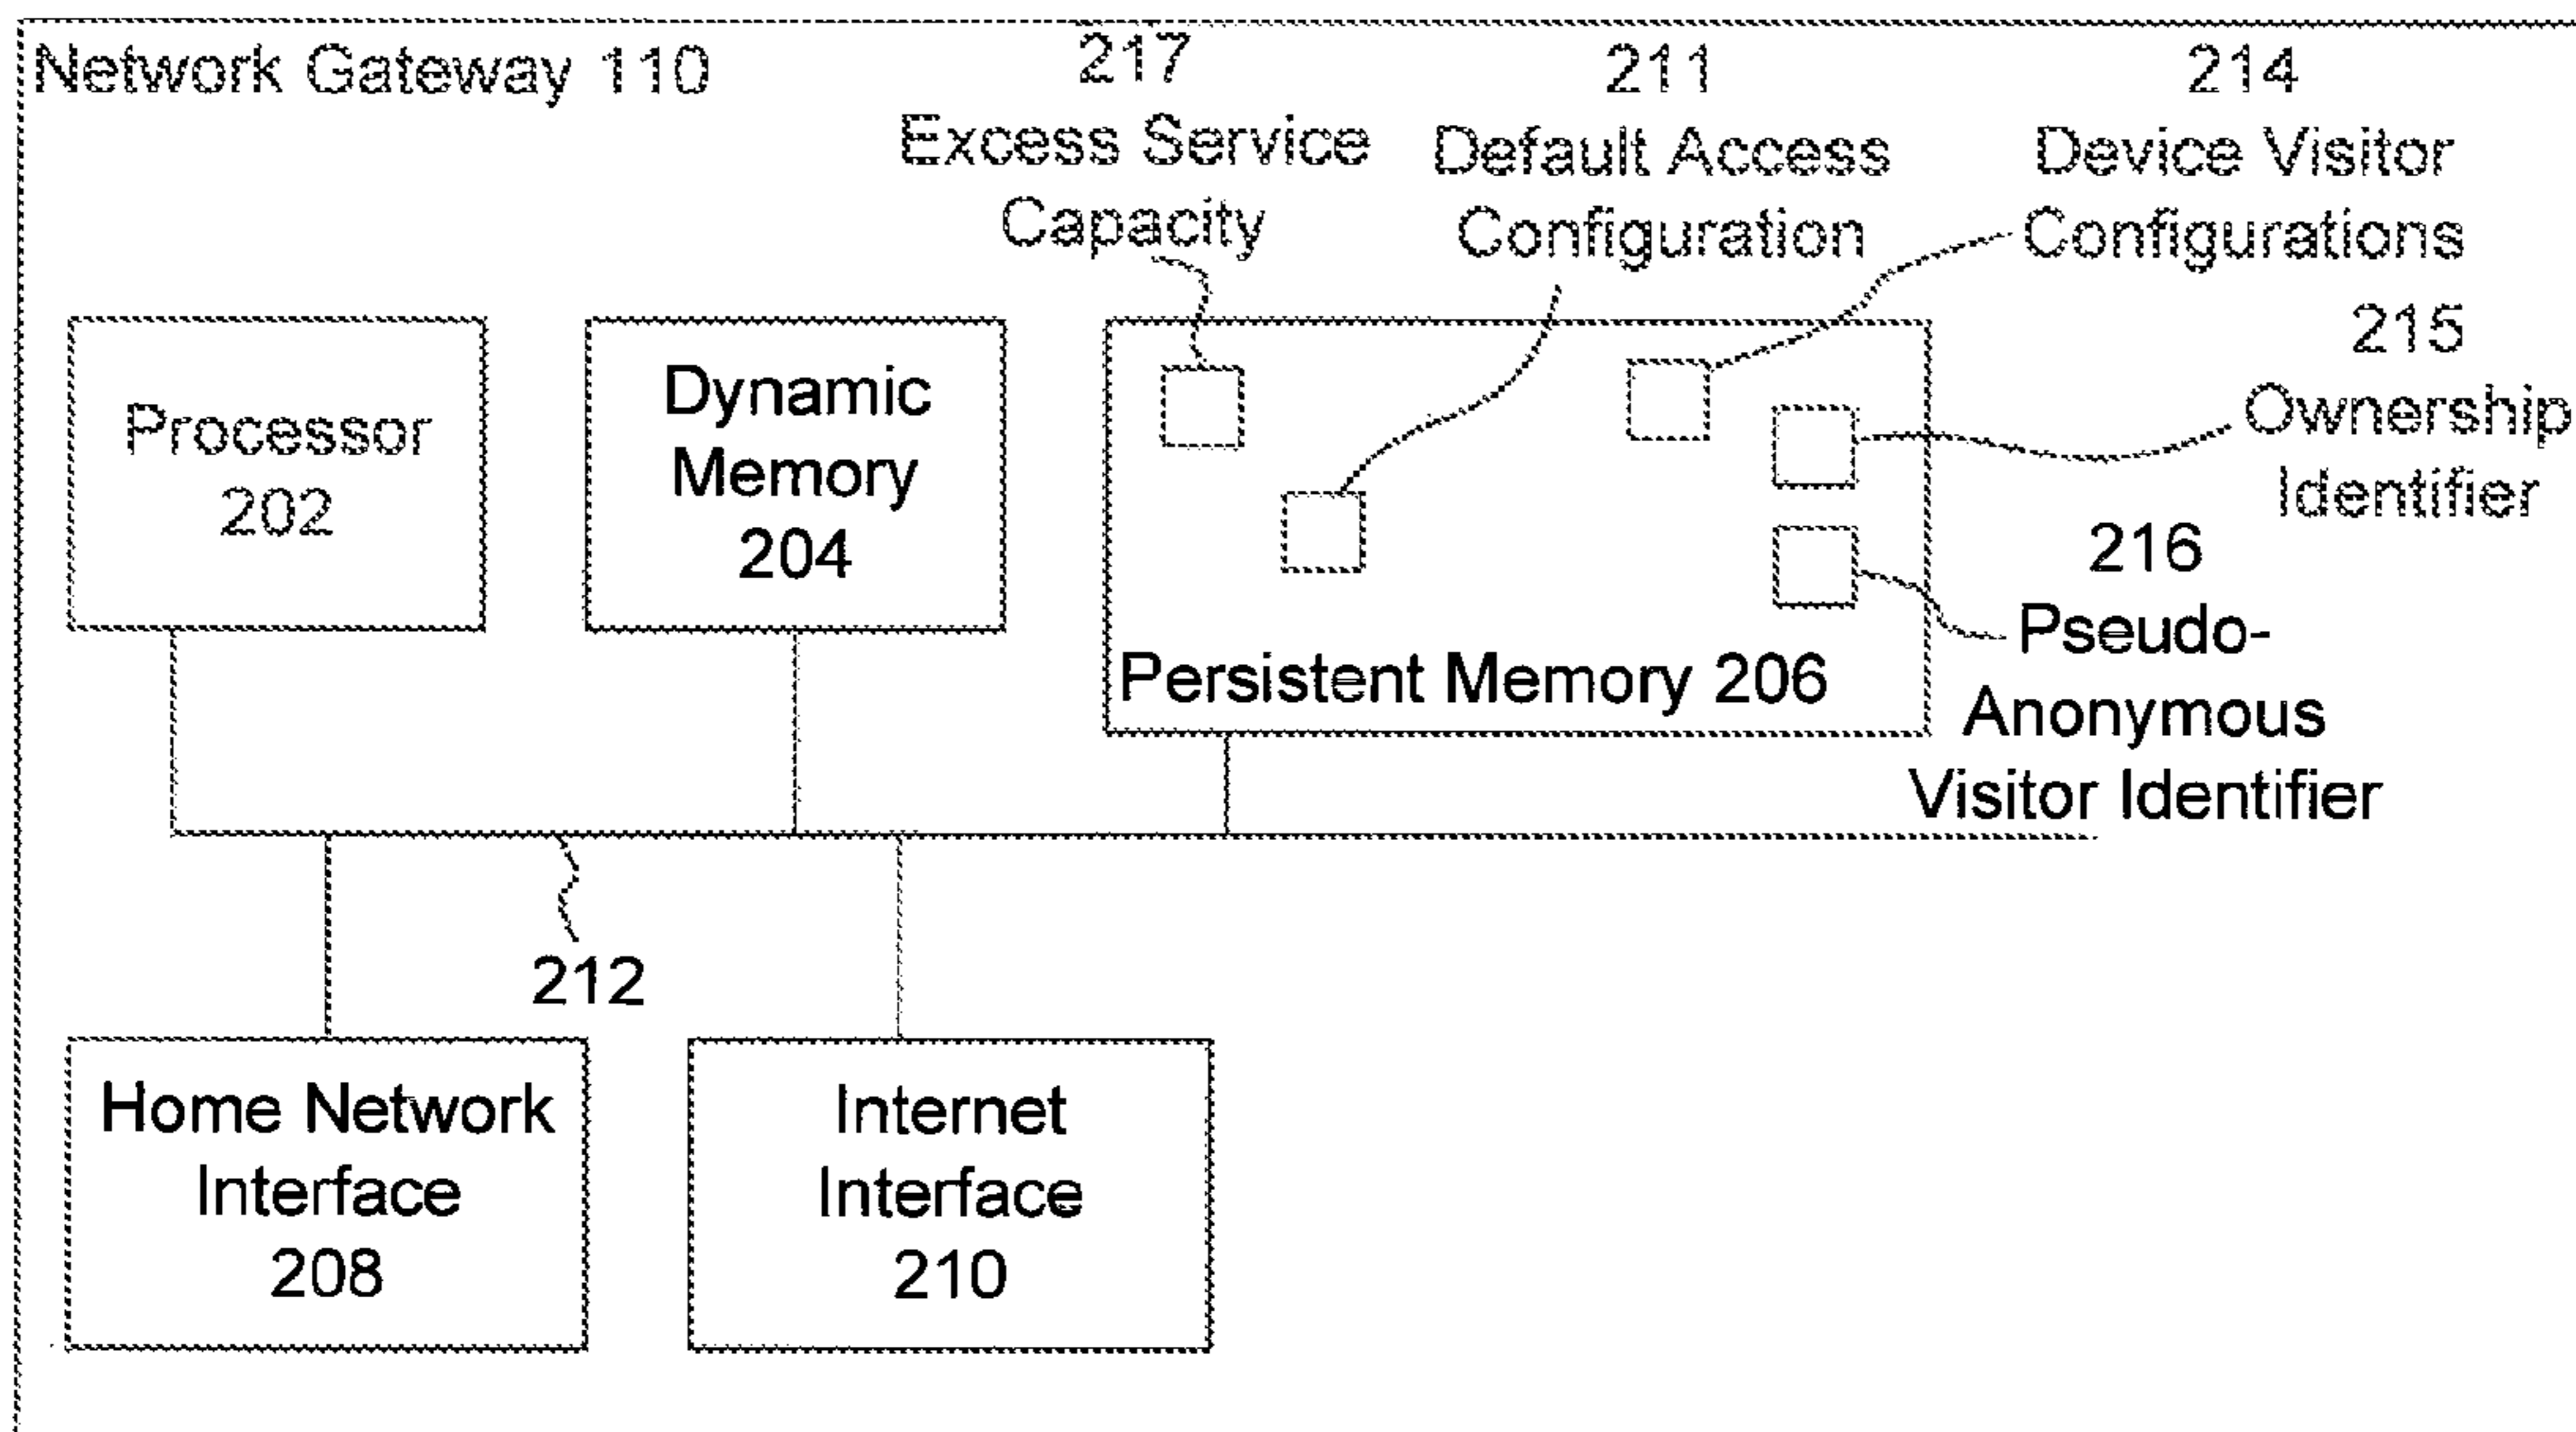 Network Gateway 110
217
Excess Service
Capacity
211
Default Access
Configuration
214
Device Visitor
Configurations
215
Ownership
Identifier
216
Pseudo-
Anonymous
Visitor Identifier
Processor
202
Dynamic
Memory
204
Persistent Memory 206
212
Home Network
Interface
208
Internet
Interface
210